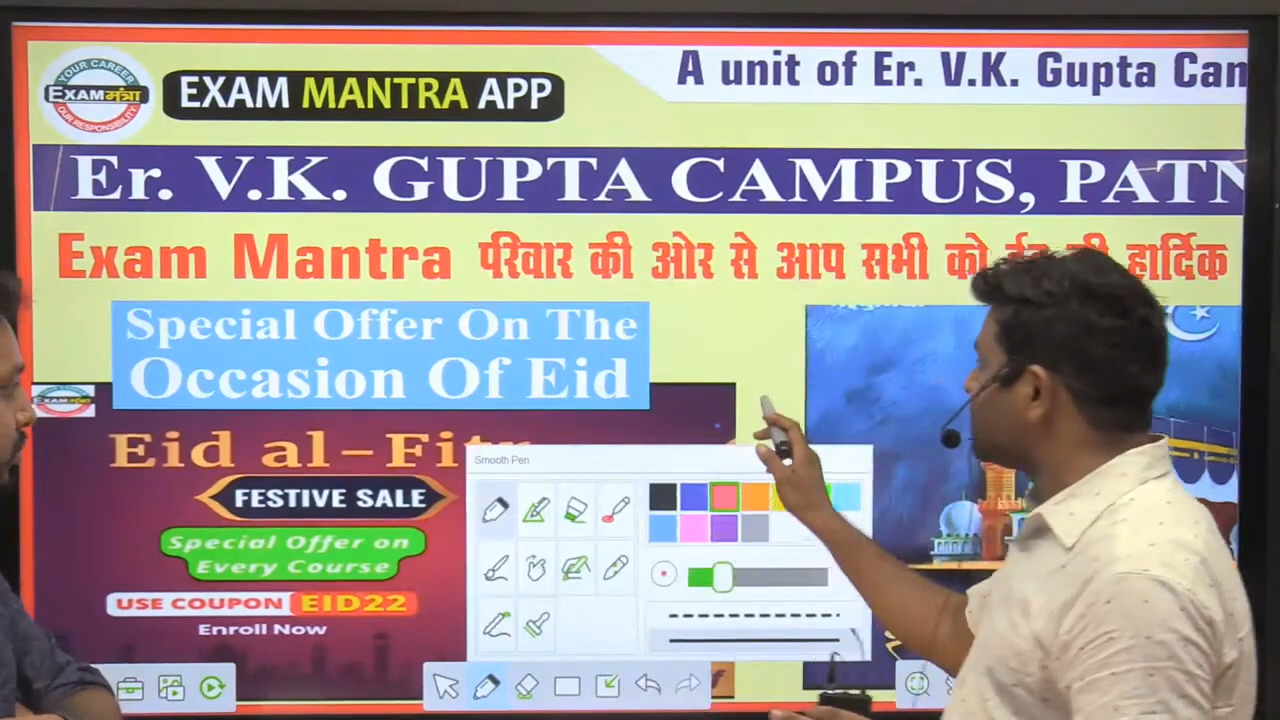 YOUR CAREER
EXAMमंत्रा
OUR RESPONSIBILITY
EXAM MANTRA APP
A unit of Er. V.K. Gupta Can
Er. V.K. GUPTA CAMPUS, PATN
Exam Mantra परिवार की ओर से आप सभी को हार्दिक
Special Offer On The
Occasion Of Eid
Eid al-Fitr
FESTIVE SALE
Special Offer on
Every Course
USE COUPON EID22
Enroll Now
Smooth Pen